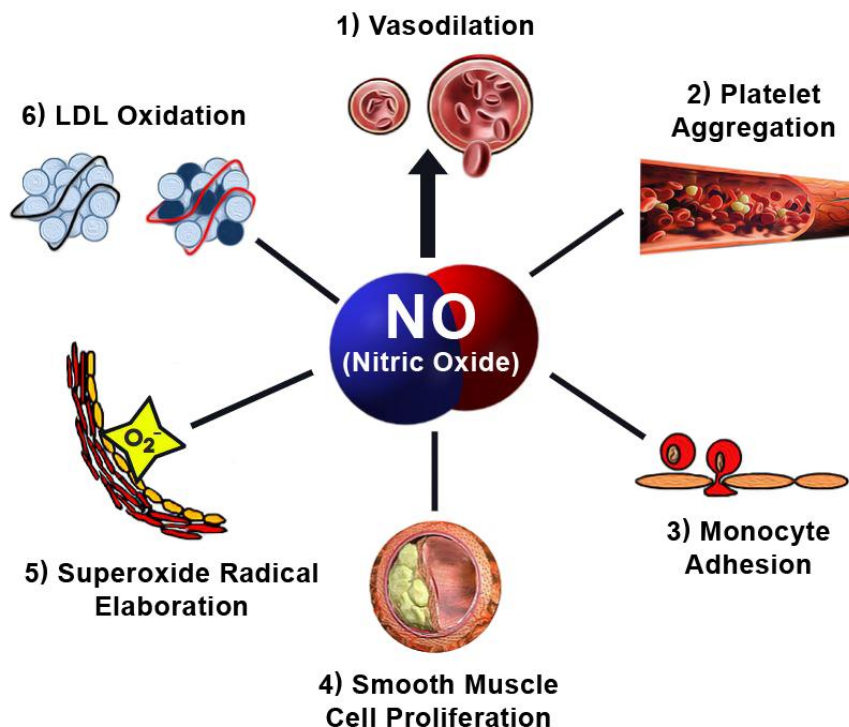 1) Vasodilation
2) Platelet
Aggregation
3) Monocyte
Adhesion
4) Smooth Muscle
Cell Proliferation
5) Superoxide Radical
Elaboration
O₂⁻
6) LDL Oxidation
NO
(Nitric Oxide)